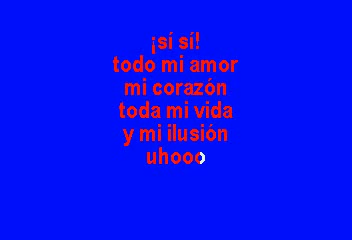 ¡sí sí!
todo mi amor
mi corazón
toda mi vida
y mi ilusión
uhooo